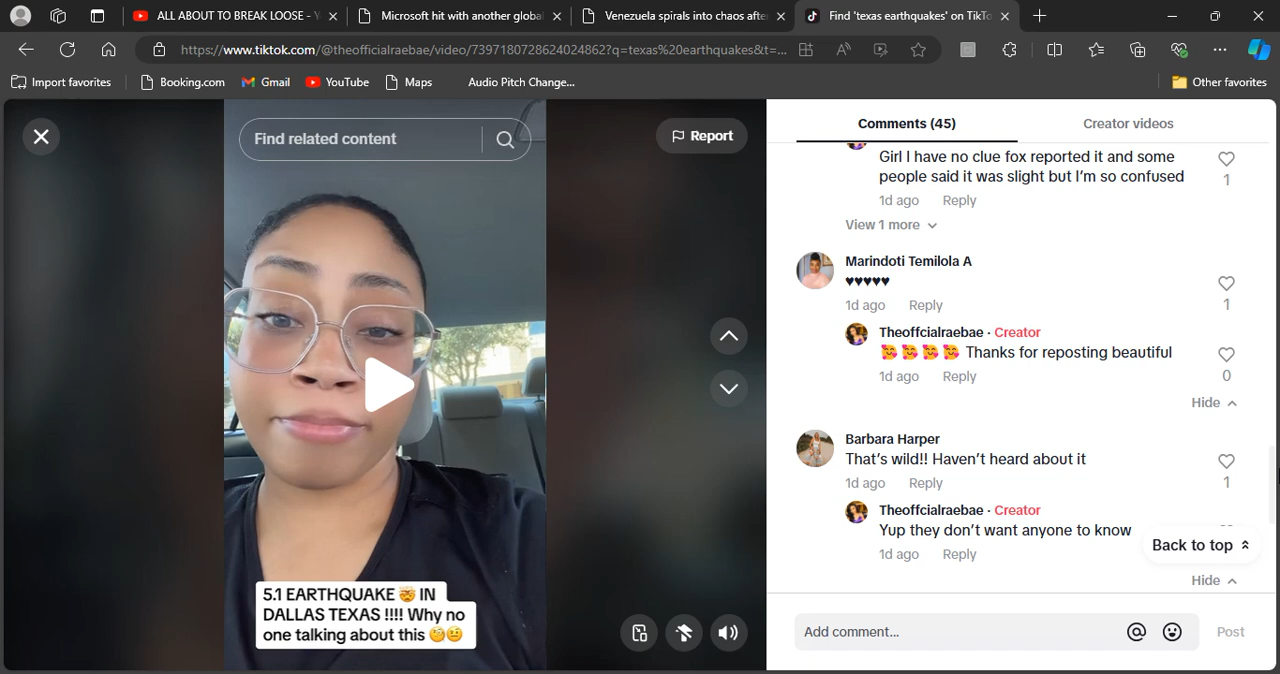 ALL ABOUT TO BREAK LOOSE - Y
Microsoft hit with another global
Venezuela spirals into chaos after
Find 'texas earthquakes' on TikTo
https://www.tiktok.com/@theofficialraebae/video/7397180728624024862?q=texas%20earthquakes&t=...
Import favorites
Booking.com
Gmail
YouTube
Maps
Audio Pitch Change...
Other favorites
Find related content
Report
5.1 EARTHQUAKE 🤯 IN
DALLAS TEXAS !!!! Why no
one talking about this 🧐🤨
Comments (45)
Creator videos
Girl I have no clue fox reported it and some
people said it was slight but I’m so confused
1
1d ago
Reply
View 1 more
Marindoti Temilola A
♥♥♥♥♥
1d ago
Reply
1
Theoffcialraebae · Creator
🥰 🥰 🥰 🥰 Thanks for reposting beautiful
1d ago
Reply
0
Hide
Barbara Harper
That’s wild!! Haven’t heard about it
1d ago
Reply
1
Theoffcialraebae · Creator
Yup they don’t want anyone to know
1d ago
Reply
Back to top
Hide
Add comment...
@
Post